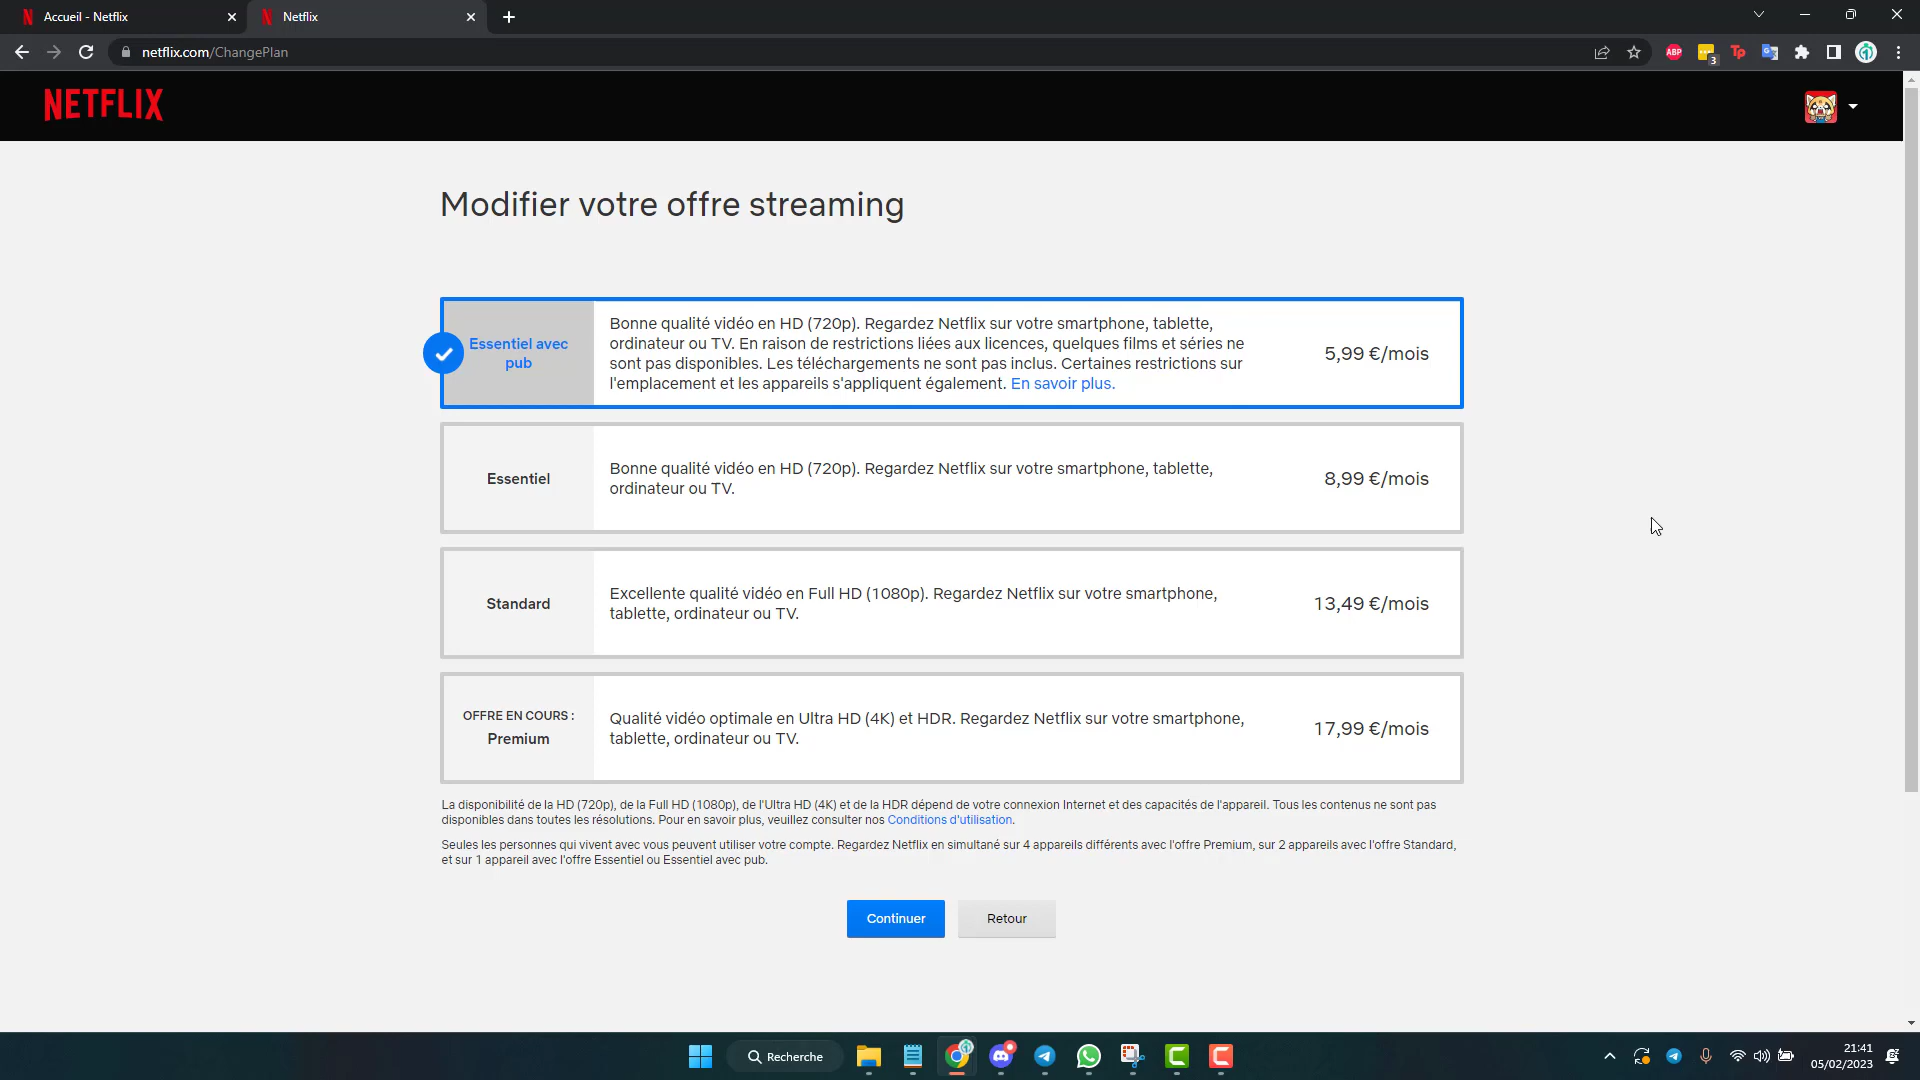 Accueil - Netflix
Netflix
netflix.com/ChangePlan
ABP
3
Tp
NETFLIX
Modifier votre offre streaming
Essentiel avec
pub
Bonne qualité vidéo en HD (720p). Regardez Netflix sur votre smartphone, tablette,
ordinateur ou TV. En raison de restrictions liées aux licences, quelques films et séries ne
sont pas disponibles. Les téléchargements ne sont pas inclus. Certaines restrictions sur
l'emplacement et les appareils s'appliquent également. En savoir plus.
5,99 €/mois
Essentiel
Bonne qualité vidéo en HD (720p). Regardez Netflix sur votre smartphone, tablette,
ordinateur ou TV.
8,99 €/mois
Standard
Excellente qualité vidéo en Full HD (1080p). Regardez Netflix sur votre smartphone,
tablette, ordinateur ou TV.
13,49 €/mois
OFFRE EN COURS :
Premium
Qualité vidéo optimale en Ultra HD (4K) et HDR. Regardez Netflix sur votre smartphone,
tablette, ordinateur ou TV.
17,99 €/mois
La disponibilité de la HD (720p), de la Full HD (1080p), de l'Ultra HD (4K) et de la HDR dépend de votre connexion Internet et des capacités de l'appareil. Tous les contenus ne sont pas
disponibles dans toutes les résolutions. Pour en savoir plus, veuillez consulter nos Conditions d'utilisation.
Seules les personnes qui vivent avec vous peuvent utiliser votre compte. Regardez Netflix en simultané sur 4 appareils différents avec l'offre Premium, sur 2 appareils avec l'offre Standard,
et sur 1 appareil avec l'offre Essentiel ou Essentiel avec pub.
Continuer
Retour
Recherche
21:41
05/02/2023